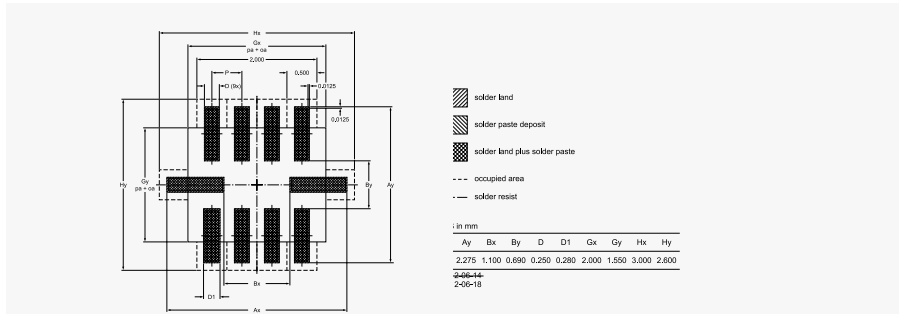 Hx
Gx
pa + oa
2.000
P
0.500
D (8x)
0.0125
0.0125
Hy
Gy
pa + oa
By
Ay
Bx
D1
Ax
solder land
solder paste deposit
solder land plus solder paste
occupied area
solder resist
in mm
Ay Bx By D D1 Gx Gy Hx Hy
2.275 1.100 0.690 0.250 0.280 2.000 1.550 3.000 2.600
2-06-14
2-06-18